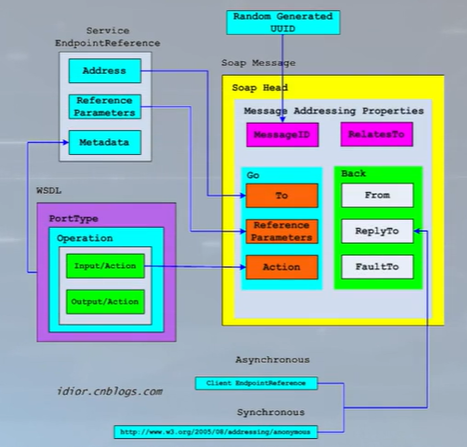 Random Generated
UUID
Service
EndpointReference
Address
Reference
Parameters
Metadata
Soap Message
Soap Head
Message Addressing Properties
MessageID
RelatesTo
Go
To
Reference
Parameters
Action
Back
From
ReplyTo
FaultTo
WSDL
PortType
Operation
Input/Action
Output/Action
Asynchronous
Client EndpointReference
Synchronous
http://www.w3.org/2005/08/addressing/anonymous
idior.cnblogs.com